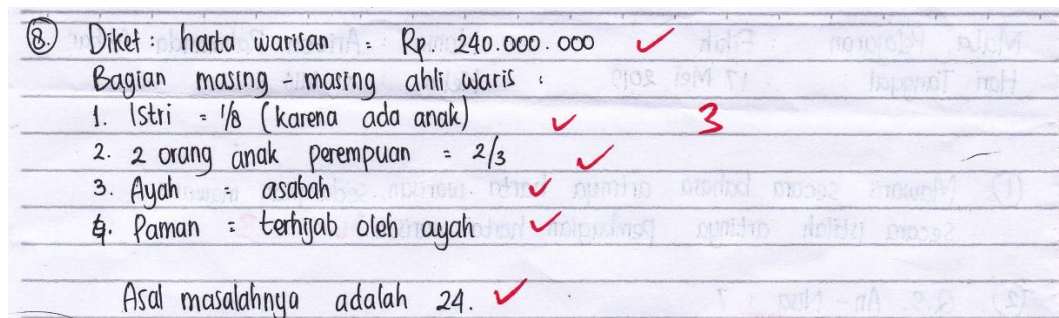 8. Diket : harta warisan = Rp 240.000.000
Bagian masing - masing ahli waris :
1. Istri = 1/8 (karena ada anak)
3
2. 2 orang anak perempuan = 2/3
3. Ayah = asabah
4. Paman = terhijab oleh ayah
Asal masalahnya adalah 24.